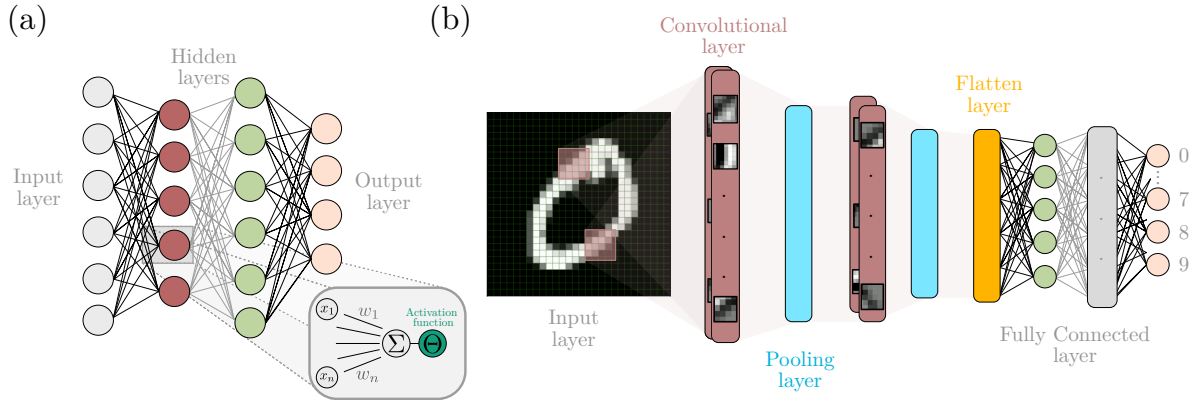 (a)
Hidden
layers
Input
layer
Output
layer
x₁
w₁
Activation
function
Σ
Θ
xₙ
wₙ
(b)
Convolutional
layer
Input
layer
Pooling
layer
Flatten
layer
Fully Connected
layer
0
7
8
9